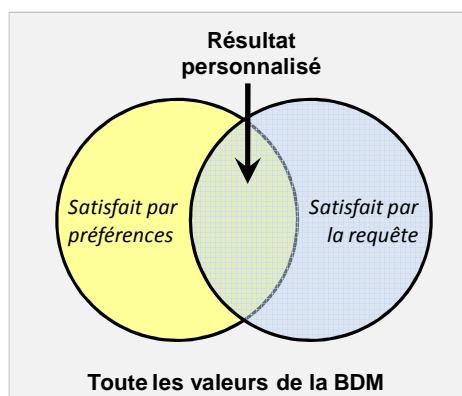 Résultat
personnalisé
Satisfait par
préférences
Satisfait par
la requête
Toute les valeurs de la BDM